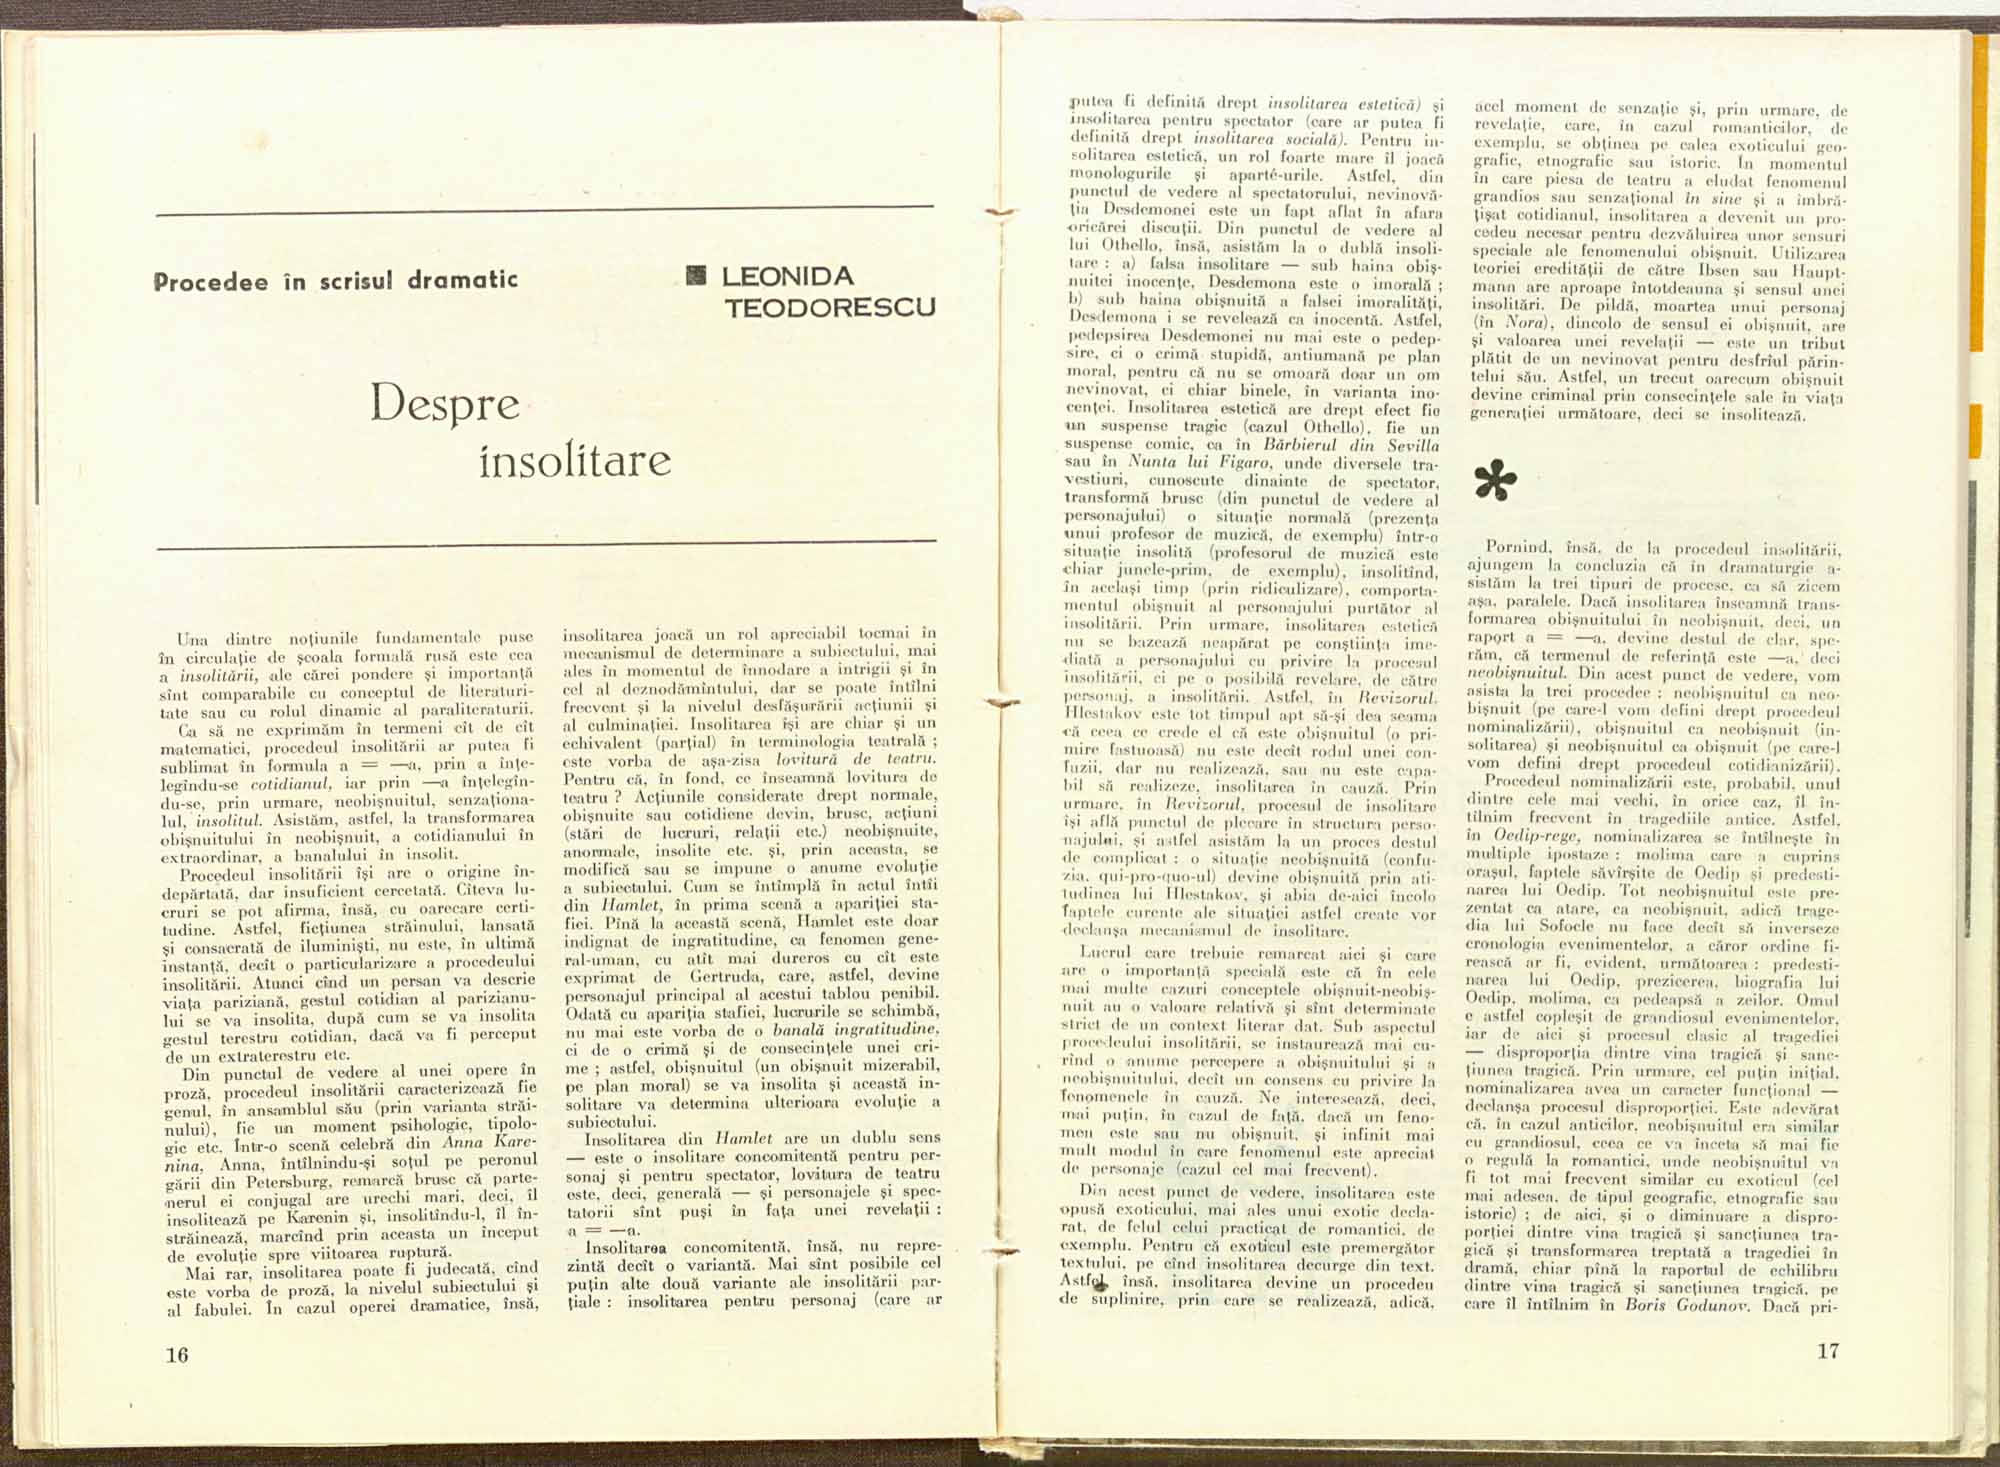 Procedee în scrisul dramatic
■ LEONIDA
TEODORESCU
Despre
insolitare
Una dintre noțiunile fundamentale puse
în circulație de școala formală rusă este cea
a insolitării, ale cărei pondere și importanță
sînt comparabile cu conceptul de literaturi-
tate sau cu rolul dinamic al paraliteraturii.
Ca să ne exprimăm în termeni cît de cît
matematici, procedeul insolitării ar putea fi
sublimat în formula a = —a, prin a înțe-
legîndu-se cotidianul, iar prin —a înțelegîn-
du-se, prin urmare, neobișnuitul, senzaționa-
lul, insolitul. Asistăm, astfel, la transformarea
obișnuitului în neobișnuit, a cotidianului în
extraordinar, a banalului în insolit.
Procedeul insolitării își are o origine în-
depărtată, dar insuficient cercetată. Cîteva lu-
cruri se pot afirma, însă, cu oarecare certi-
tudine. Astfel, ficțiunea străinului, lansată
și consacrată de iluminiști, nu este, în ultimă
instanță, decît o particularizare a procedeului
insolitării. Atunci cînd un persan va descrie
viața pariziană, gestul cotidian al parizianu-
lui se va insolita, după cum se va insolita
gestul terestru cotidian, dacă va fi perceput
de un extraterestru etc.
Din punctul de vedere al unei opere în
proză, procedeul insolitării caracterizează fie
genul, în ansamblul său (prin varianta străi-
nului), fie un moment psihologic, tipolo-
gic etc. Într-o scenă celebră din Anna Kare-
nina, Anna, întîlnindu-și soțul pe peronul
gării din Petersburg, remarcă brusc că parte-
nerul ei conjugal are urechi mari, deci, îl
insolitează pe Karenin și, insolitîndu-l, îl în-
străinează, marcînd prin aceasta un început
de evoluție spre viitoarea ruptură.
Mai rar, insolitarea poate fi judecată, cînd
este vorba de proză, la nivelul subiectului și
al fabulei. În cazul operei dramatice, însă,
insolitarea joacă un rol apreciabil tocmai în
mecanismul de determinare a subiectului, mai
ales în momentul de înnodare a intrigii și în
cel al deznodămîntului, dar se poate întîlni
frecvent și la nivelul desfășurării acțiunii și
al culminației. Insolitarea își are chiar și un
echivalent (parțial) în terminologia teatrală ;
este vorba de așa-zisa lovitură de teatru.
Pentru că, în fond, ce înseamnă lovitura de
teatru ? Acțiunile considerate drept normale,
obișnuite sau cotidiene devin, brusc, acțiuni
(stări de lucruri, relații etc.) neobișnuite,
anormale, insolite etc. și, prin aceasta, se
modifică sau se impune o anume evoluție
a subiectului. Cum se întîmplă în actul întîi
din Hamlet, în prima scenă a apariției sta-
fiei. Pînă la această scenă, Hamlet este doar
indignat de ingratitudine, ca fenomen gene-
ral-uman, cu atît mai dureros cu cît este
exprimat de Gertruda, care, astfel, devine
personajul principal al acestui tablou penibil.
Odată cu apariția stafiei, lucrurile se schimbă,
nu mai este vorba de o banală ingratitudine,
ci de o crimă și de consecințele unei cri-
me ; astfel, obișnuitul (un obișnuit mizerabil,
pe plan moral) se va insolita și această in-
solitare va determina ulterioara evoluție a
subiectului.
Insolitarea din Hamlet are un dublu sens
— este o insolitare concomitentă pentru per-
sonaj și pentru spectator, lovitura de teatru
este, deci, generală — și personajele și spec-
tatorii sînt puși în fața unei revelații :
a = —a.
Insolitarea concomitentă, însă, nu repre-
zintă decît o variantă. Mai sînt posibile cel
puțin alte două variante ale insolitării par-
țiale : insolitarea pentru personaj (care ar
16
putea fi definită drept insolitarea estetică) și
insolitarea pentru spectator (care ar putea fi
definită drept insolitarea socială). Pentru in-
solitarea estetică, un rol foarte mare îl joacă
monologurile și aparté-urile. Astfel, din
punctul de vedere al spectatorului, nevinovă-
ția Desdemonei este un fapt aflat în afara
oricărei discuții. Din punctul de vedere al
lui Othello, însă, asistăm la o dublă insoli-
tare : a) falsa insolitare — sub haina obiș-
nuitei inocențe, Desdemona este o imorală ;
b) sub haina obișnuită a falsei imoralități,
Desdemona i se revelează ca inocentă. Astfel,
pedepsirea Desdemonei nu mai este o pedep-
sire, ci o crimă stupidă, antiumană pe plan
moral, pentru că nu se omoară doar un om
nevinovat, ci chiar binele, în varianta ino-
cenței. Insolitarea estetică are drept efect fie
un suspense tragic (cazul Othello), fie un
suspense comic, ca în Bărbierul din Sevilla
sau în Nunta lui Figaro, unde diversele tra-
vestiuri, cunoscute dinainte de spectator,
transformă brusc (din punctul de vedere al
personajului) o situație normală (prezența
unui profesor de muzică, de exemplu) într-o
situație insolită (profesorul de muzică este
chiar junele-prim, de exemplu), insolitînd,
în același timp (prin ridiculizare), comporta-
mentul obișnuit al personajului purtător al
insolitării. Prin urmare, insolitarea estetică
nu se bazează neapărat pe conștiința ime-
diată a personajului cu privire la procesul
insolitării, ci pe o posibilă revelare, de către
personaj, a insolitării. Astfel, în Revizorul,
Hlestakov este tot timpul apt să-și dea seama
că ceea ce crede el că este obișnuitul (o pri-
mire fastuoasă) nu este decît rodul unei con-
fuzii, dar nu realizează, sau nu este capa-
bil să realizeze, insolitarea în cauză. Prin
urmare, în Revizorul, procesul de insolitare
își află punctul de plecare în structura perso-
najului, și astfel asistăm la un proces destul
de complicat : o situație neobișnuită (confu-
zia, qui-pro-quo-ul) devine obișnuită prin ati-
tudinea lui Hlestakov, și abia de-aici încolo
faptele curente ale situației astfel create vor
declanșa mecanismul de insolitare.
Lucrul care trebuie remarcat aici și care
are o importanță specială este că în cele
mai multe cazuri conceptele obișnuit-neobiș-
nuit au o valoare relativă și sînt determinate
strict de un context literar dat. Sub aspectul
procedeului insolitării, se instaurează mai cu-
rînd o anume percepere a obișnuitului și a
neobișnuitului, decît un consens cu privire la
fenomenele în cauză. Ne interesează, deci,
mai puțin, în cazul de față, dacă un feno-
men este sau nu obișnuit, și infinit mai
mult modul în care fenomenul este apreciat
de personaje (cazul cel mai frecvent).
Din acest punct de vedere, insolitarea este
opusă exoticului, mai ales unui exotic decla-
rat, de felul celui practicat de romantici, de
exemplu. Pentru că exoticul este premergător
textului, pe cînd insolitarea decurge din text.
Astfel, însă, insolitarea devine un procedeu
de suplinire, prin care se realizează, adică,
acel moment de senzație și, prin urmare, de
revelație, care, în cazul romanticilor, de
exemplu, se obținea pe calea exoticului geo-
grafic, etnografic sau istoric. În momentul
în care piesa de teatru a eludat fenomenul
grandios sau senzațional în sine și a îmbră-
țișat cotidianul, insolitarea a devenit un pro-
cedeu necesar pentru dezvăluirea unor sensuri
speciale ale fenomenului obișnuit. Utilizarea
teoriei eredității de către Ibsen sau Haupt-
mann are aproape întotdeauna și sensul unei
insolitări. De pildă, moartea unui personaj
(în Nora), dincolo de sensul ei obișnuit, are
și valoarea unei revelații — este un tribut
plătit de un nevinovat pentru desfrîul părin-
telui său. Astfel, un trecut oarecum obișnuit
devine criminal prin consecințele sale în viața
generației următoare, deci se insolitează.
*
Pornind, însă, de la procedeul insolitării,
ajungem la concluzia că în dramaturgie a-
sistăm la trei tipuri de procese, ca să zicem
așa, paralele. Dacă insolitarea înseamnă trans-
formarea obișnuitului în neobișnuit, deci, un
raport a = —a, devine destul de clar, spe-
răm, că termenul de referință este —a, deci
neobișnuitul. Din acest punct de vedere, vom
asista la trei procedee : neobișnuitul ca neo-
bișnuit (pe care-l vom defini drept procedeul
nominalizării), obișnuitul ca neobișnuit (in-
solitarea) și neobișnuitul ca obișnuit (pe care-l
vom defini drept procedeul cotidianizării).
Procedeul nominalizării este, probabil, unul
dintre cele mai vechi, în orice caz, îl în-
tîlnim frecvent în tragediile antice. Astfel,
în Oedip-rege, nominalizarea se întîlnește în
multiple ipostaze : molima care a cuprins
orașul, faptele săvîrșite de Oedip și predesti-
narea lui Oedip. Tot neobișnuitul este pre-
zentat ca atare, ca neobișnuit, adică trage-
dia lui Sofocle nu face decît să inverseze
cronologia evenimentelor, a căror ordine fi-
rească ar fi, evident, următoarea : predesti-
narea lui Oedip, prezicerea, biografia lui
Oedip, molima, ca pedeapsă a zeilor. Omul
e astfel copleșit de grandiosul evenimentelor,
iar de aici și procesul clasic al tragediei
— disproporția dintre vina tragică și sanc-
țiunea tragică. Prin urmare, cel puțin inițial,
nominalizarea avea un caracter funcțional —
declanșa procesul disproporției. Este adevărat
că, în cazul anticilor, neobișnuitul era similar
cu grandiosul, ceea ce va înceta să mai fie
o regulă la romantici, unde neobișnuitul va
fi tot mai frecvent similar cu exoticul (cel
mai adesea, de tipul geografic, etnografic sau
istoric) ; de aici, și o diminuare a dispro-
porției dintre vina tragică și sancțiunea tra-
gică și transformarea treptată a tragediei în
dramă, chiar pînă la raportul de echilibru
dintre vina tragică și sancțiunea tragică, pe
care îl întîlnim în Boris Godunov. Dacă pri-
17